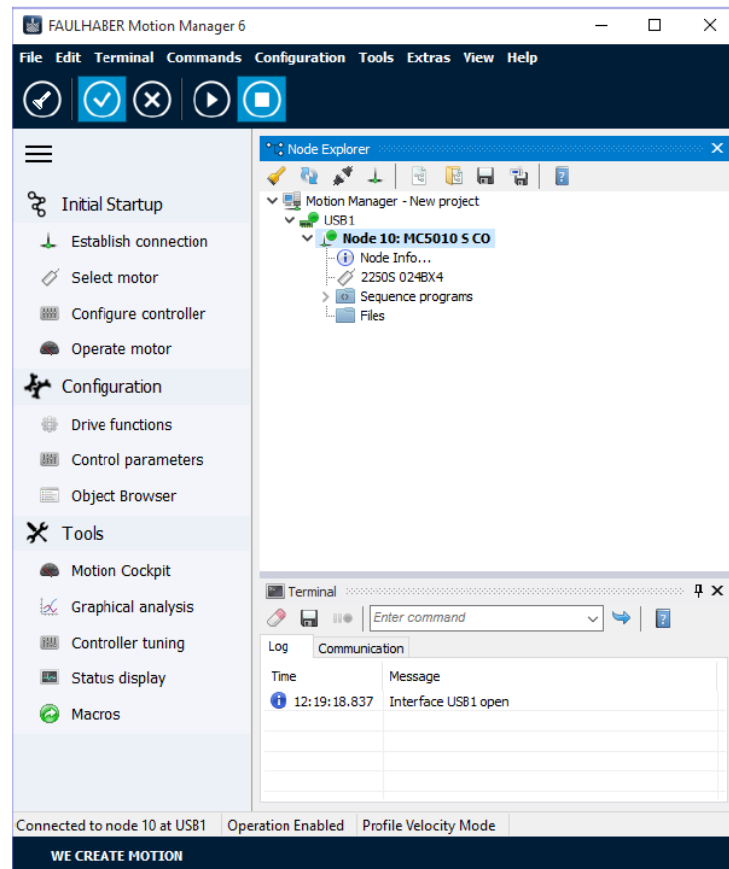 FAULHABER Motion Manager 6
File Edit Terminal Commands Configuration Tools Extras View Help
Initial Startup
Establish connection
Select motor
Configure controller
Operate motor
Configuration
Drive functions
Control parameters
Object Browser
Tools
Motion Cockpit
Graphical analysis
Controller tuning
Status display
Macros
Node Explorer
Motion Manager - New project
USB1
Node 10: MC5010 S CO
Node Info...
2250S 024BX4
Sequence programs
Files
Terminal
Enter command
Log Communication
Time Message
12:19:18.837 Interface USB1 open
Connected to node 10 at USB1 Operation Enabled Profile Velocity Mode
WE CREATE MOTION